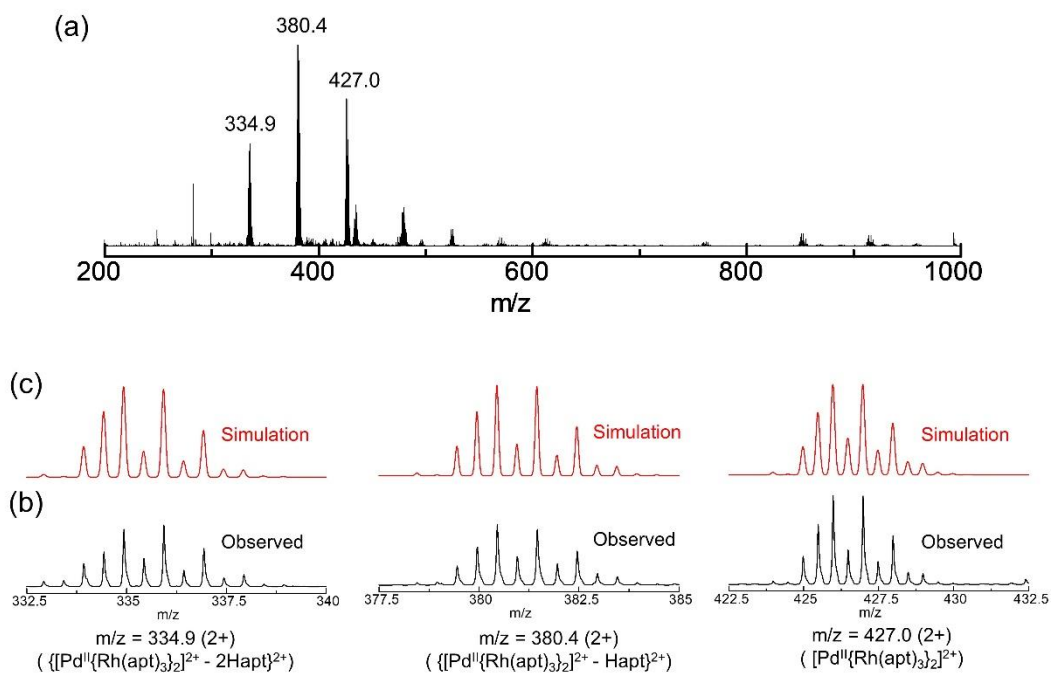 (a)
380.4
427.0
334.9
200 400 600 800 1000
m/z
(c)
Simulation Simulation Simulation
(b)
Observed Observed Observed
332.5 335 337.5 340 377.5 380 382.5 385 422.5 425 427.5 430 432.5
m/z m/z m/z
m/z = 334.9 (2+) m/z = 380.4 (2+) m/z = 427.0 (2+)
( {[Pdᴵᴵ{Rh(apt)₃}₂]²⁺ - 2Hapt}²⁺) ( {[Pdᴵᴵ{Rh(apt)₃}₂]²⁺ - Hapt}²⁺) ( [Pdᴵᴵ{Rh(apt)₃}₂]²⁺)